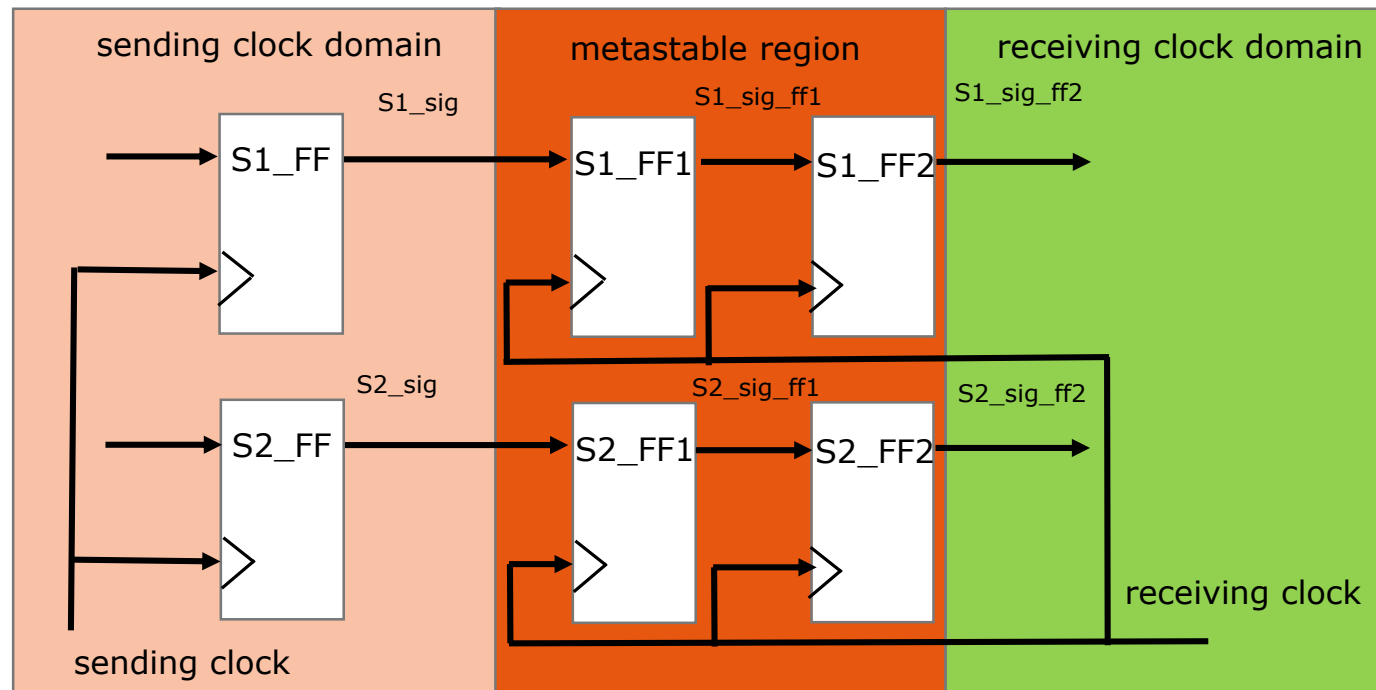 sending clock domain
metastable region
receiving clock domain
S1_sig
S1_sig_ff1
S1_sig_ff2
S1_FF
S1_FF1
S1_FF2
S2_sig
S2_sig_ff1
S2_sig_ff2
S2_FF
S2_FF1
S2_FF2
receiving clock
sending clock